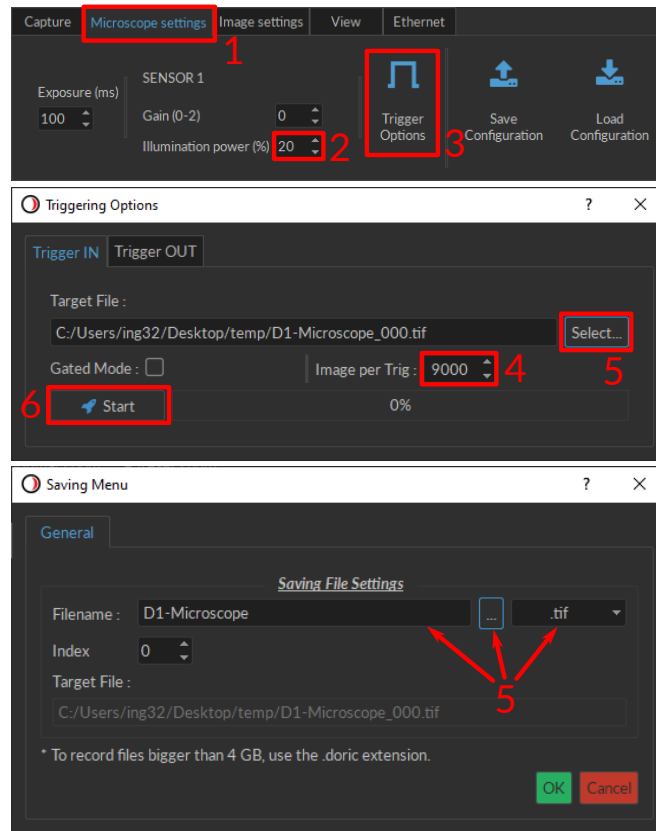 Capture Microscope settings Image settings View Ethernet
1
SENSOR 1
Exposure (ms)
100
Gain (0-2) 0
Illumination power (%) 20 2
Trigger Options
3
Save Configuration
Load Configuration
Triggering Options ?
Trigger IN Trigger OUT
Target File :
C:/Users/ing32/Desktop/temp/D1-Microscope_000.tif Select...
5
Gated Mode : Image per Trig : 9000 4
6 Start 0%
Saving Menu ?
General
Saving File Settings
Filename : D1-Microscope ... .tif
Index 0
5
Target File :
C:/Users/ing32/Desktop/temp/D1-Microscope_000.tif
* To record files bigger than 4 GB, use the .doric extension.
OK Cancel